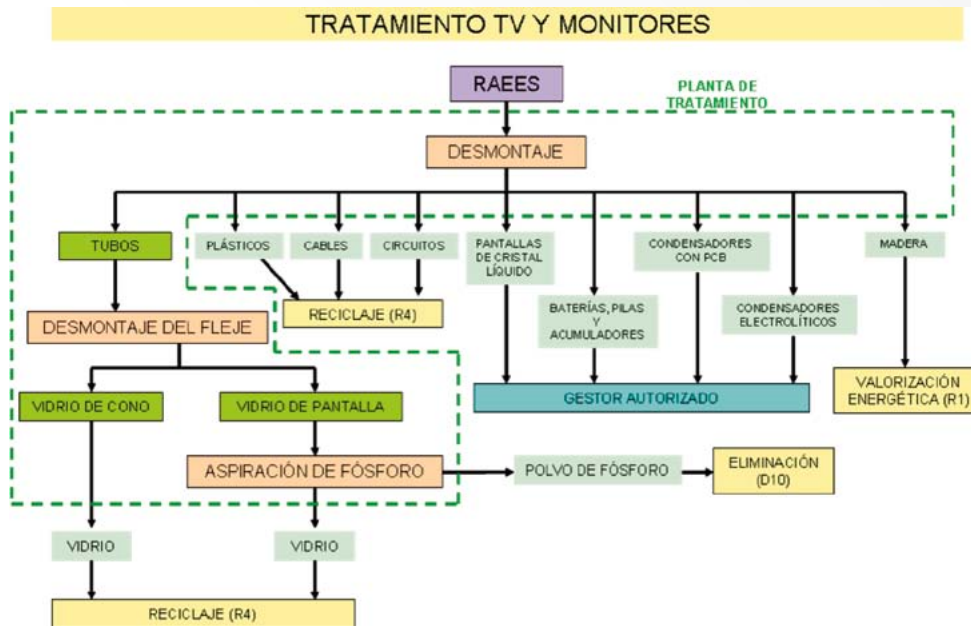 TRATAMIENTO TV Y MONITORES
RAEES
PLANTA DE
TRATAMIENTO
DESMONTAJE
TUBOS
PLÁSTICOS
CABLES
CIRCUITOS
PANTALLAS
DE CRISTAL
LÍQUIDO
CONDENSADORES
CON PCB
MADERA
BATERÍAS, PILAS
Y
ACUMULADORES
CONDENSADORES
ELECTROLÍTICOS
RECICLAJE (R4)
DESMONTAJE DEL FLEJE
VIDRIO DE CONO
VIDRIO DE PANTALLA
GESTOR AUTORIZADO
VALORIZACIÓN
ENERGÉTICA (R1)
ASPIRACIÓN DE FÓSFORO
POLVO DE FÓSFORO
ELIMINACIÓN
(D10)
VIDRIO
VIDRIO
RECICLAJE (R4)